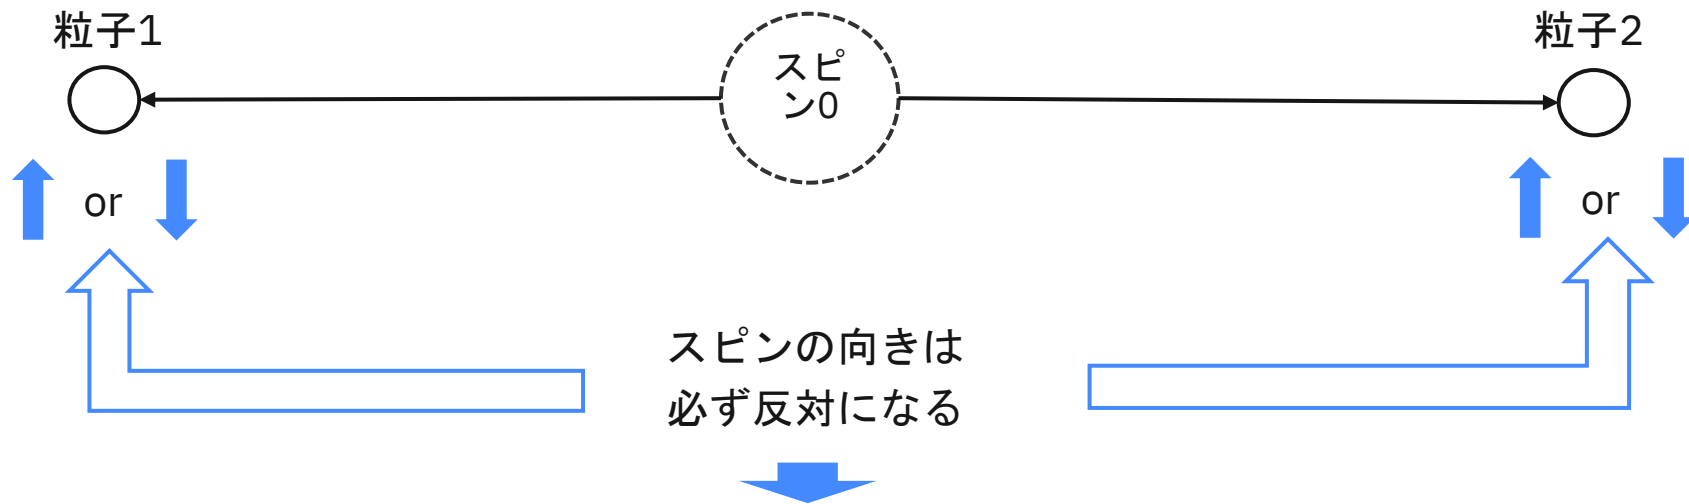 粒子1
粒子2
スピ
ン0
or
or
スピンの向きは
必ず反対になる